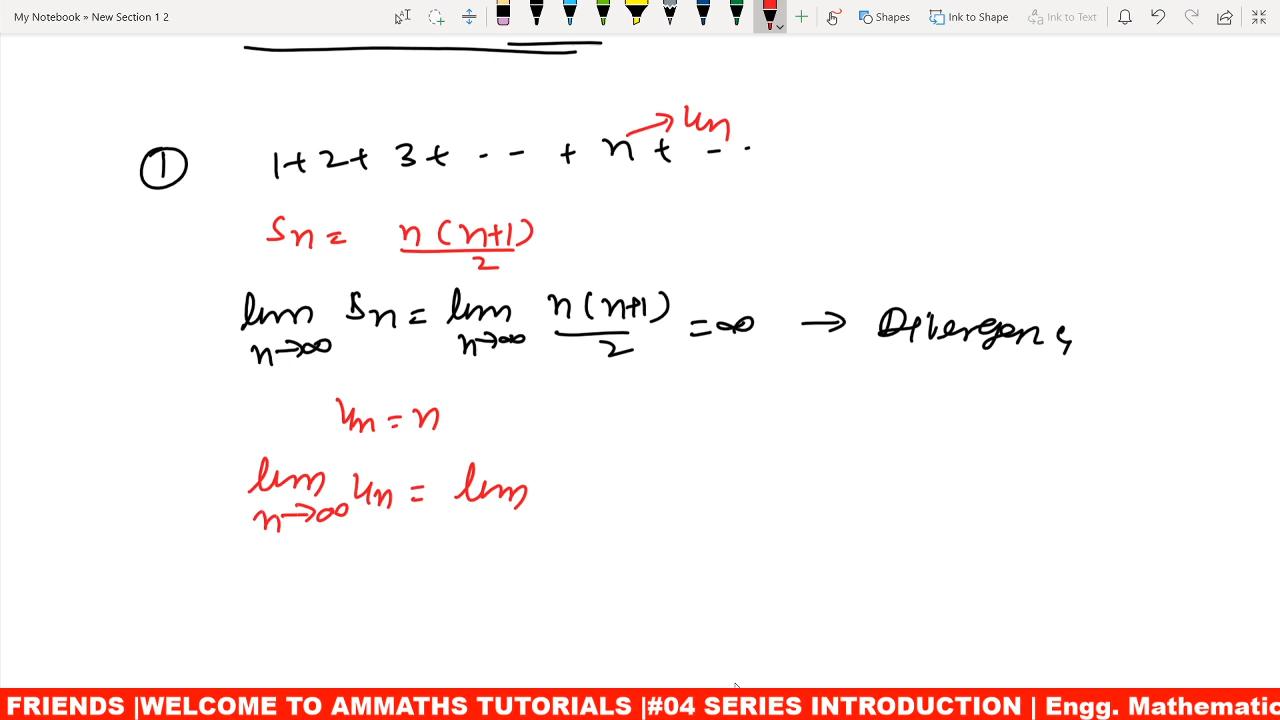 My Notebook » New Section 1 2
Shapes
Ink to Shape
Ink to Text
① 1+2+3+ - - + n + - . → un
Sn = n(n+1)/2
lim n→∞ Sn = lim n→∞ n(n+1)/2 = ∞ → Divergen
un = n
lim n→∞ un = lim
FRIENDS |WELCOME TO AMMATHS TUTORIALS |#04 SERIES INTRODUCTION | Engg. Mathematic